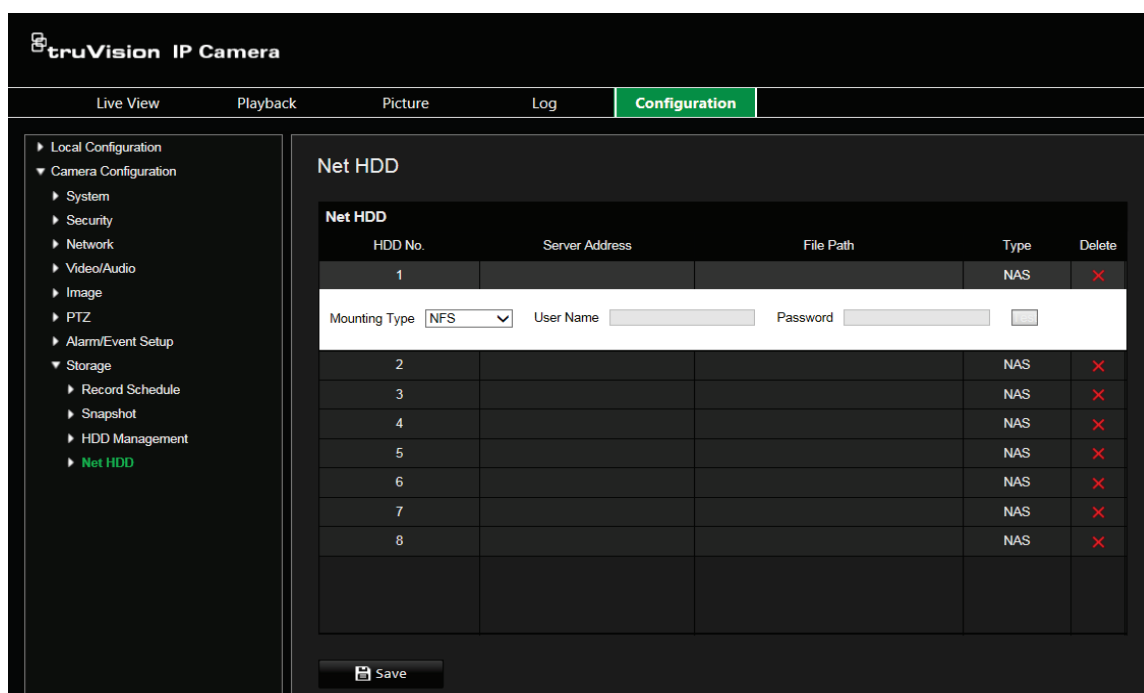 truVision IP Camera
Live View Playback Picture Log Configuration
Local Configuration
Camera Configuration
System
Security
Network
Video/Audio
Image
PTZ
Alarm/Event Setup
Storage
Record Schedule
Snapshot
HDD Management
Net HDD
Net HDD
Net HDD
HDD No. Server Address File Path Type Delete
1 NAS
Mounting Type NFS User Name Password
2 NAS
3 NAS
4 NAS
5 NAS
6 NAS
7 NAS
8 NAS
Save